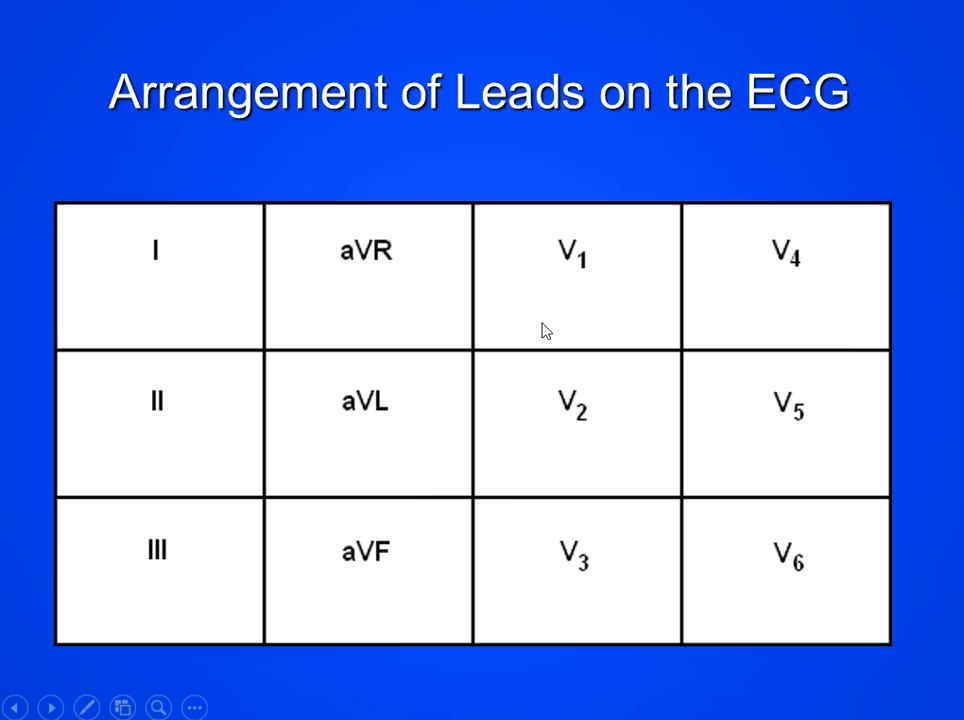 Arrangement of Leads on the ECG
I aVR V₁ V₄
II aVL V₂ V₅
III aVF V₃ V₆